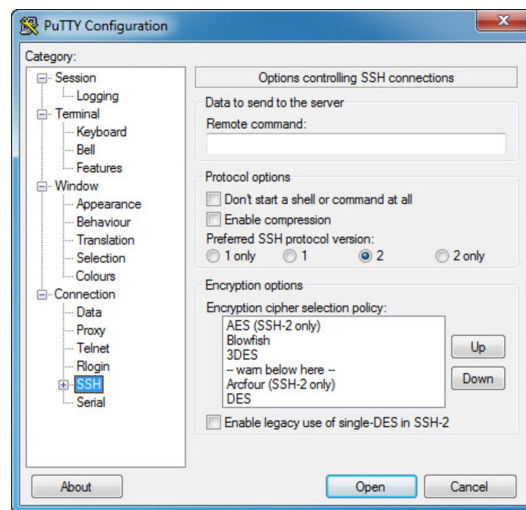 PuTTY Configuration
Category:
Session
Logging
Terminal
Keyboard
Bell
Features
Window
Appearance
Behaviour
Translation
Selection
Colours
Connection
Data
Proxy
Telnet
Rlogin
SSH
Serial
Options controlling SSH connections
Data to send to the server
Remote command:
Protocol options
Don't start a shell or command at all
Enable compression
Preferred SSH protocol version:
1 only 1 2 2 only
Encryption options
Encryption cipher selection policy:
AES (SSH-2 only)
Blowfish
3DES
-- warn below here --
Arcfour (SSH-2 only)
DES
Up
Down
Enable legacy use of single-DES in SSH-2
About Open Cancel